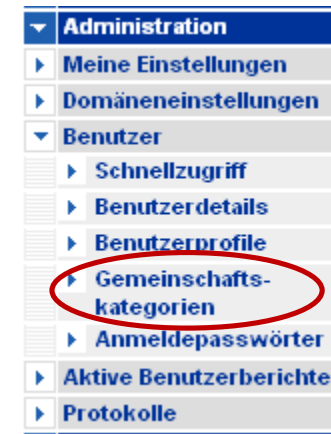 Administration
Meine Einstellungen
Domäneneinstellungen
Benutzer
Schnellzugriff
Benutzerdetails
Benutzerprofile
Gemeinschafts-
kategorien
Anmeldepasswörter
Aktive Benutzerberichte
Protokolle